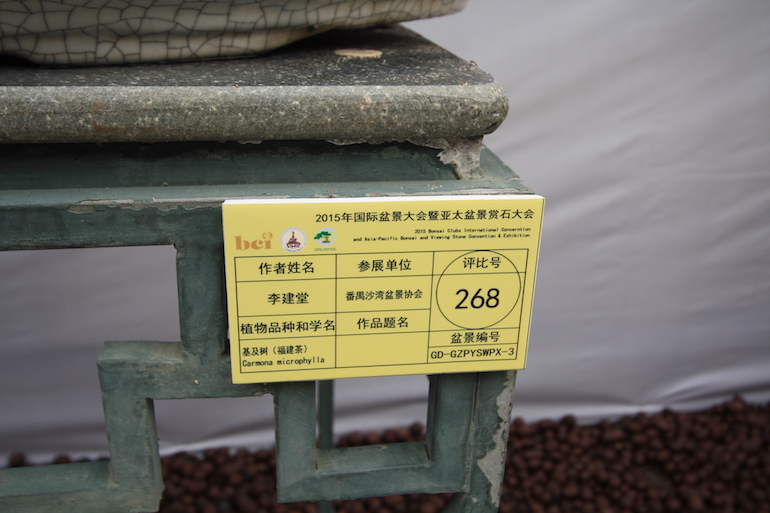 2015年国际盆景大会暨亚太盆景赏石大会
2015 Bonsai Clubs International Convention
and Asia-Pacific Bonsai and Viewing Stone Convention & Exhibition
bci
作者姓名
参展单位
评比号
李建堂
番禺沙湾盆景协会
268
植物品种和学名
作品题名
盆景编号
基及树（福建茶）
Carmona microphylla
GD-GZPYSWPX-3